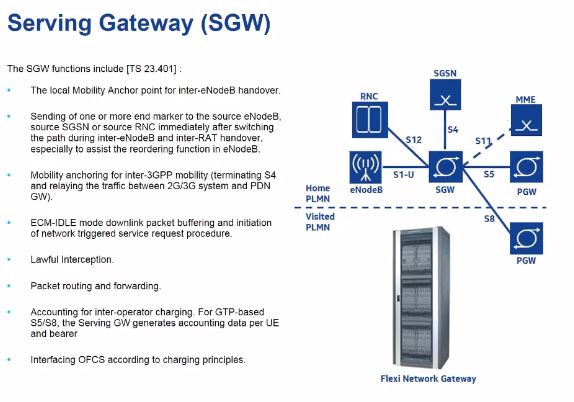 Serving Gateway (SGW)
The SGW functions include [TS 23.401] :
• The local Mobility Anchor point for inter-eNodeB handover.
• Sending of one or more end marker to the source eNodeB,
source SGSN or source RNC immediately after switching
the path during inter-eNodeB and inter-RAT handover,
especially to assist the reordering function in eNodeB.
• Mobility anchoring for inter-3GPP mobility (terminating S4
and relaying the traffic between 2G/3G system and PDN
GW).
• ECM-IDLE mode downlink packet buffering and initiation
of network triggered service request procedure.
• Lawful Interception.
• Packet routing and forwarding.
• Accounting for inter-operator charging. For GTP-based
S5/S8, the Serving GW generates accounting data per UE
and bearer
• Interfacing OFCS according to charging principles.
SGSN
RNC
MME
S12
S4
S11
eNodeB
S1-U
SGW
S5
PGW
Home
PLMN
Visited
PLMN
S8
PGW
Flexi Network Gateway